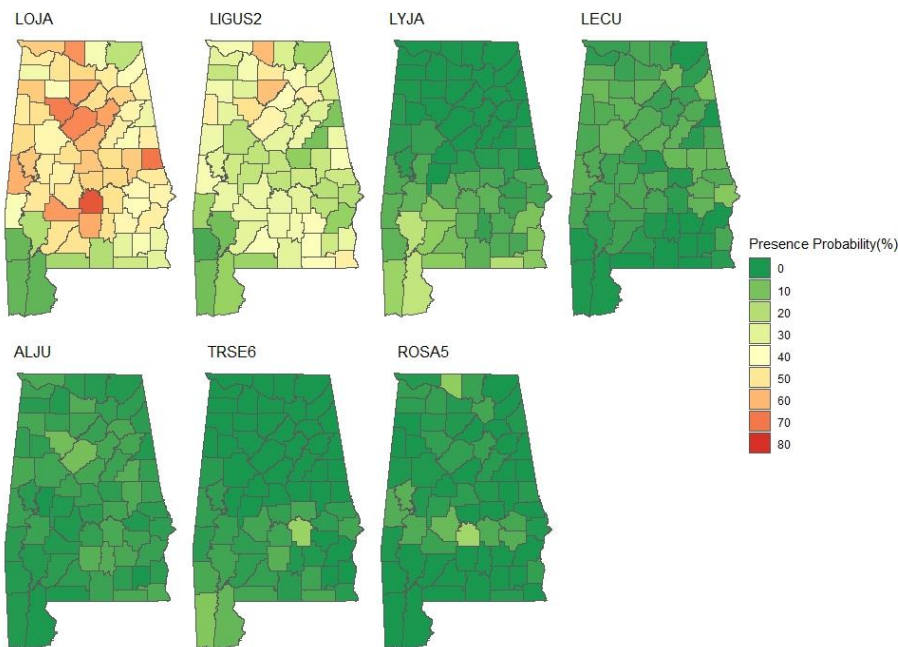 LOJA
LIGUS2
LYJA
LECU
Presence Probability(%)
0
10
20
30
40
50
60
70
80
ALJU
TRSE6
ROSA5